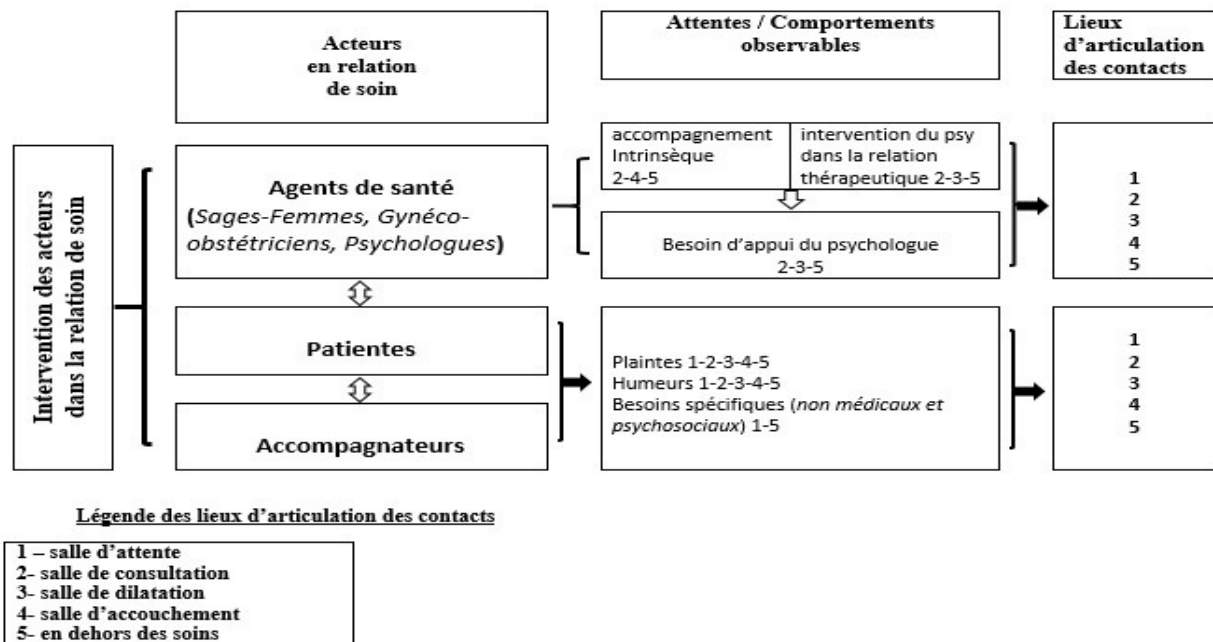 Acteurs
en relation
de soin
Attentes / Comportements
observables
Lieux
d’articulation
des contacts
Intervention des acteurs
dans la relation de soin
Agents de santé
(Sages-Femmes, Gynéco-
obstétriciens, Psychologues)
accompagnement
Intrinsèque
2-4-5
intervention du psy
dans la relation
thérapeutique 2-3-5
Besoin d’appui du psychologue
2-3-5
1
2
3
4
5
Patientes
Accompagnateurs
Plaintes 1-2-3-4-5
Humeurs 1-2-3-4-5
Besoins spécifiques (non médicaux et
psychosociaux) 1-5
1
2
3
4
5
Légende des lieux d’articulation des contacts
1 – salle d’attente
2- salle de consultation
3- salle de dilatation
4- salle d’accouchement
5- en dehors des soins